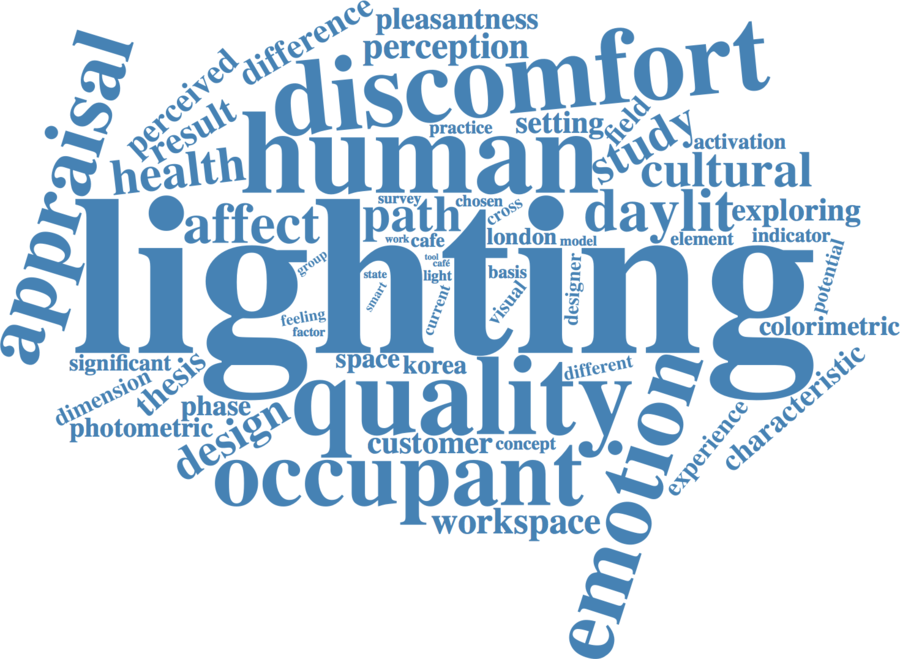 pleasantness
difference
perception
appraisal
perceived
discomfort
result
practice
setting
field
human
study
activation
health
cultural
survey
chosen
affect
path
cross
daylit
exploring
work
cafe
london
model
element
indicator
lighting
group
tool
café
state
light
basis
smart
visual
designer
potential
current
feeling
factor
colorimetric
significant
space
korea
different
thesis
dimension
quality
characteristic
phase
photometric
design
customer
concept
emotion
experience
occupant
workspace